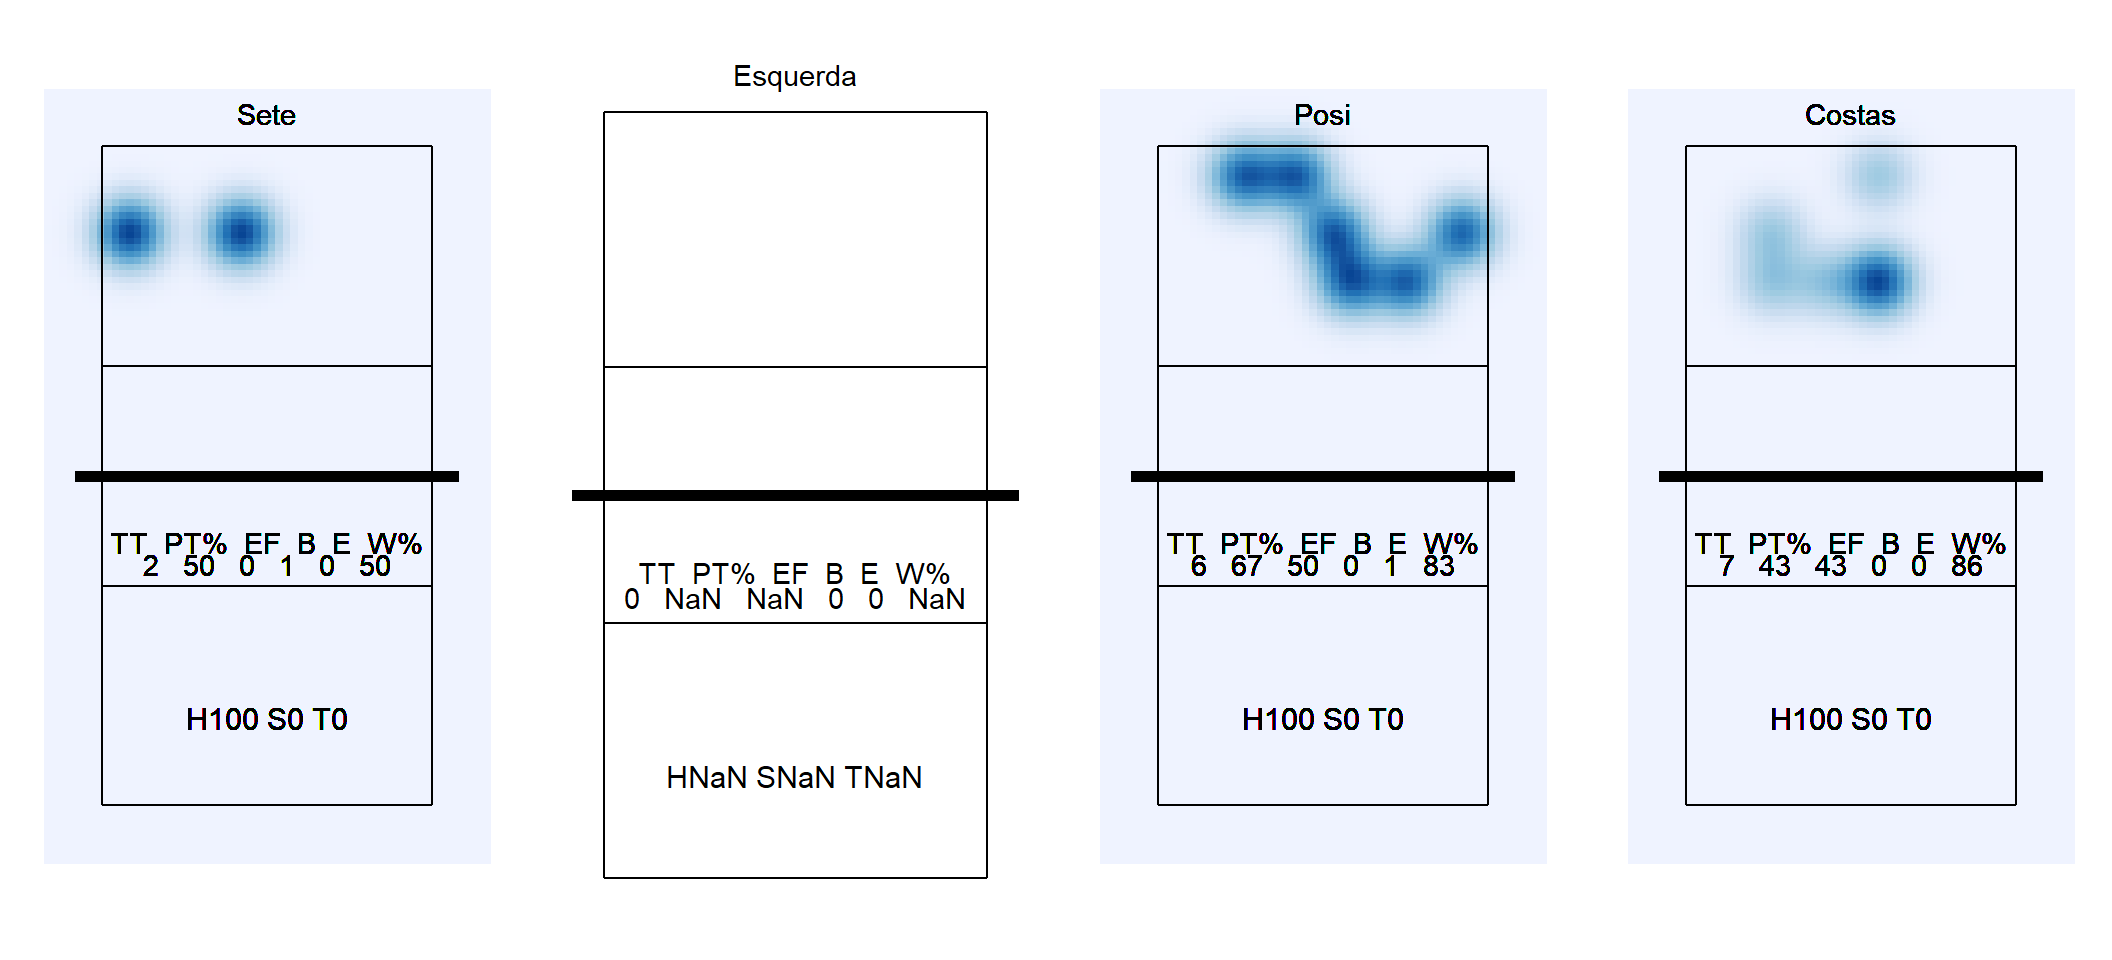 Sete
TT PT% EF B E W%
2 50 0 1 0 50
H100 S0 T0
Esquerda
TT PT% EF B E W%
0 NaN NaN 0 0 NaN
HNaN SNaN TNaN
Posi
TT PT% EF B E W%
6 67 50 0 1 83
H100 S0 T0
Costas
TT PT% EF B E W%
7 43 43 0 0 86
H100 S0 T0